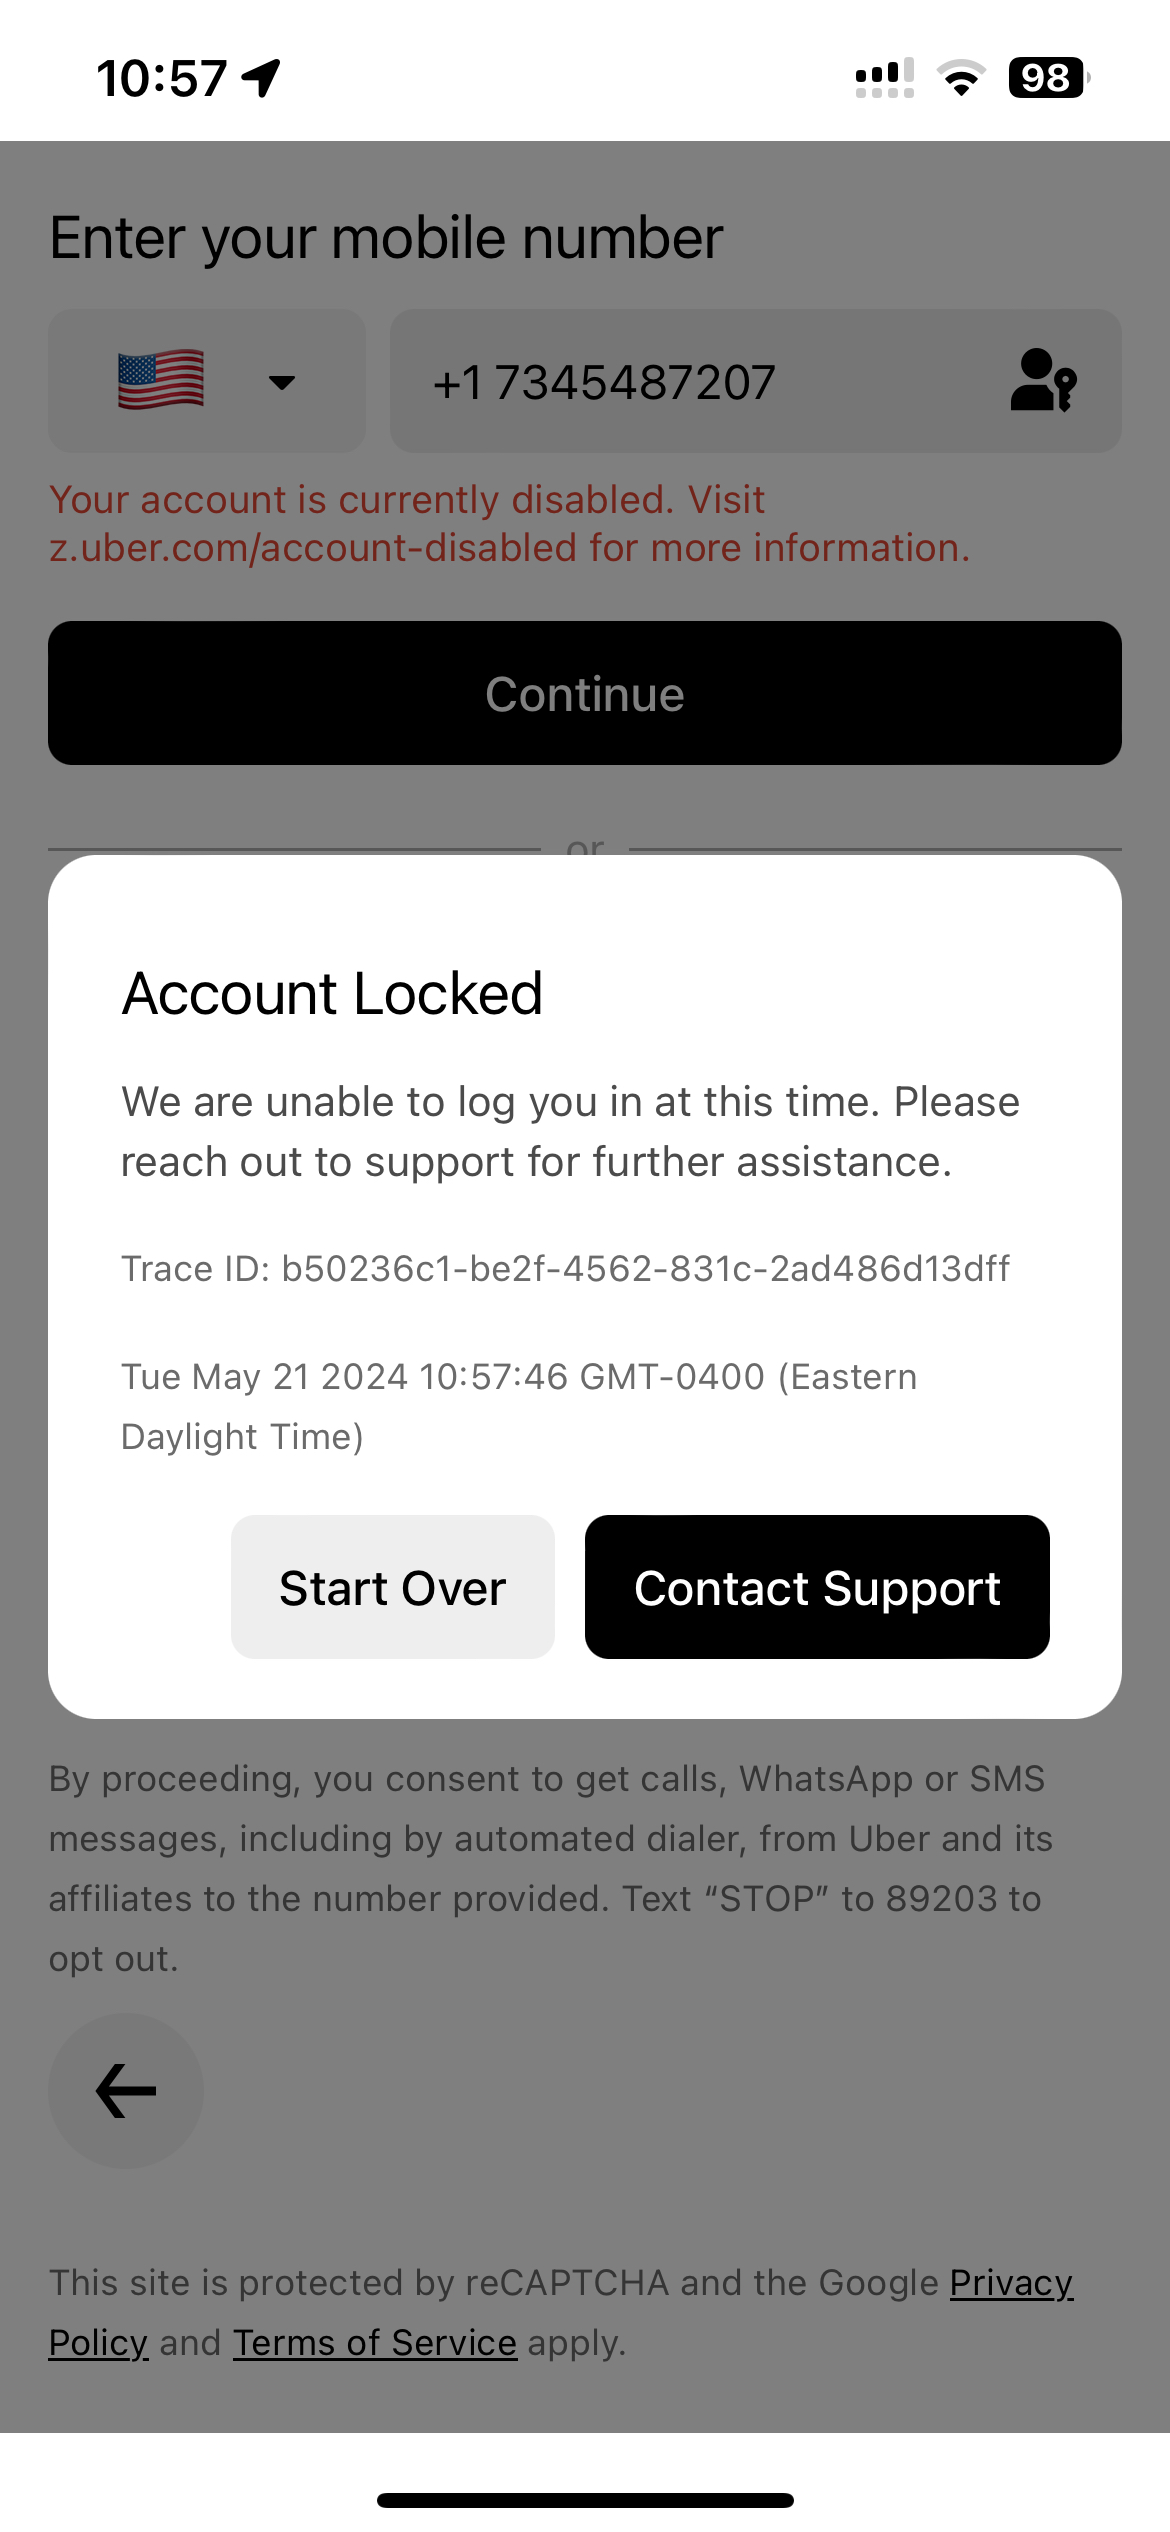 10:57
98
Enter your mobile number
+1 7345487207
Your account is currently disabled. Visit
z.uber.com/account-disabled for more information.
Continue
or
Account Locked
We are unable to log you in at this time. Please
reach out to support for further assistance.
Trace ID: b50236c1-be2f-4562-831c-2ad486d13dff
Tue May 21 2024 10:57:46 GMT-0400 (Eastern
Daylight Time)
Start Over
Contact Support
By proceeding, you consent to get calls, WhatsApp or SMS
messages, including by automated dialer, from Uber and its
affiliates to the number provided. Text “STOP” to 89203 to
opt out.
This site is protected by reCAPTCHA and the Google Privacy
Policy and Terms of Service apply.